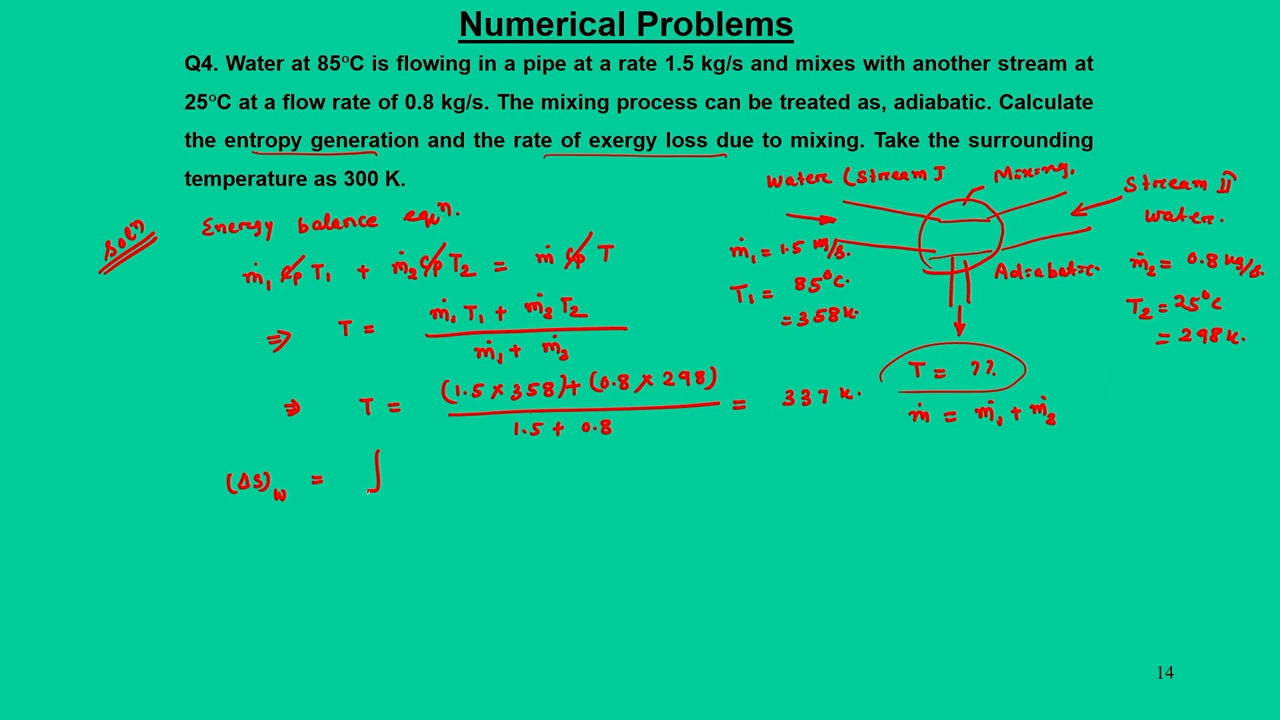 Numerical Problems
Q4. Water at 85°C is flowing in a pipe at a rate 1.5 kg/s and mixes with another stream at
25°C at a flow rate of 0.8 kg/s. The mixing process can be treated as, adiabatic. Calculate
the entropy generation and the rate of exergy loss due to mixing. Take the surrounding
temperature as 300 K.
Solⁿ
Energy balance eqⁿ.
ṁ₁ cp T₁ + ṁ₂ cp T₂ = ṁ cp T
⇒ T = (ṁ₁ T₁ + ṁ₂ T₂) / (ṁ₁ + ṁ₂)
⇒ T = ((1.5 × 358) + (0.8 × 298)) / (1.5 + 0.8) = 337 K.
(ΔS)w = ∫
Water (Stream I
Mixing.
Stream II
Water.
ṁ₁ = 1.5 kg/s.
T₁ = 85°C.
= 358 K.
Adiabatic.
ṁ₂ = 0.8 kg/s.
T₂ = 25°C
= 298 K.
T = ??
ṁ = ṁ₁ + ṁ₂
14